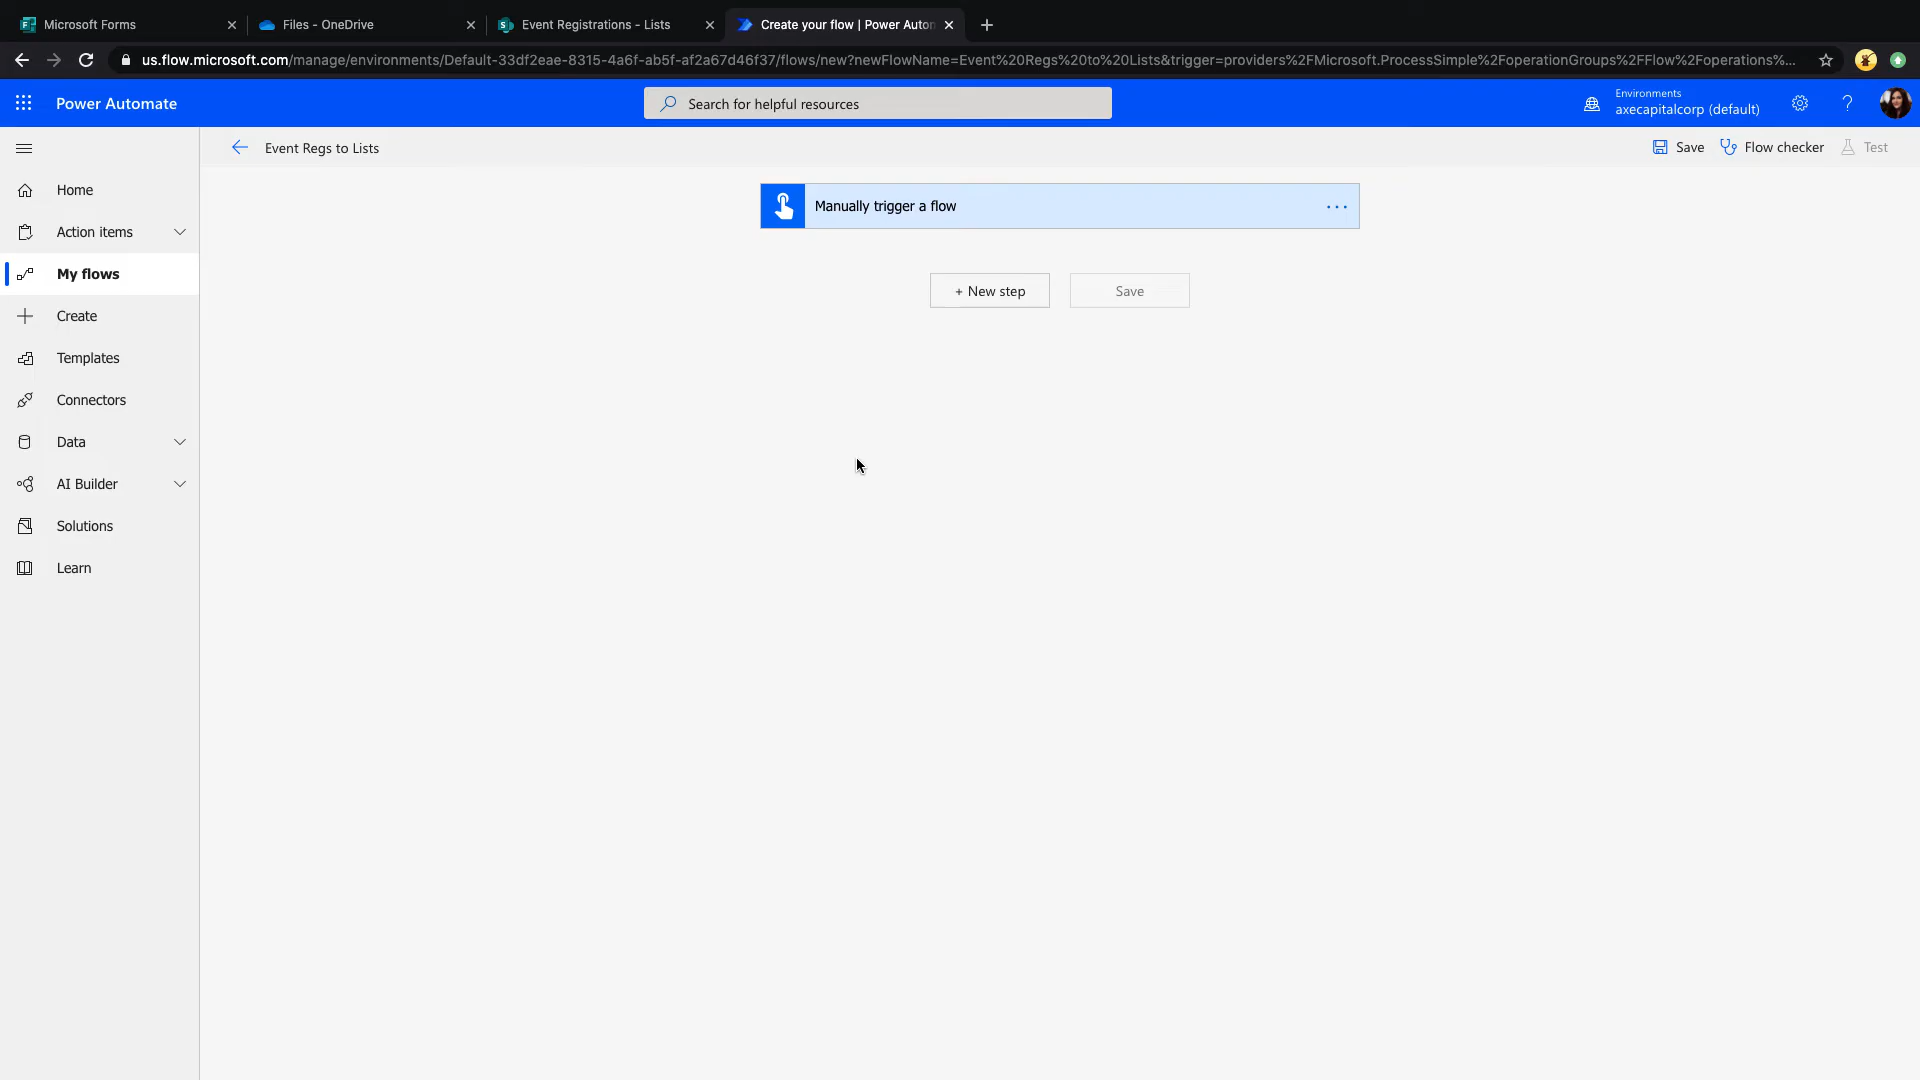 Microsoft Forms
Files - OneDrive
Event Registrations - Lists
Create your flow | Power Auton
us.flow.microsoft.com/manage/environments/Default-33df2eae-8315-4a6f-ab5f-af2a67d46f37/flows/new?newFlowName=Event%20Regs%20to%20Lists&trigger=providers%2FMicrosoft.ProcessSimple%2FoperationGroups%2FFlow%2Foperations%...
Power Automate
Search for helpful resources
Environments
axecapitalcorp (default)
?
Event Regs to Lists
Save
Flow checker
Test
Home
Action items
My flows
Create
Templates
Connectors
Data
AI Builder
Solutions
Learn
Manually trigger a flow
...
+ New step
Save